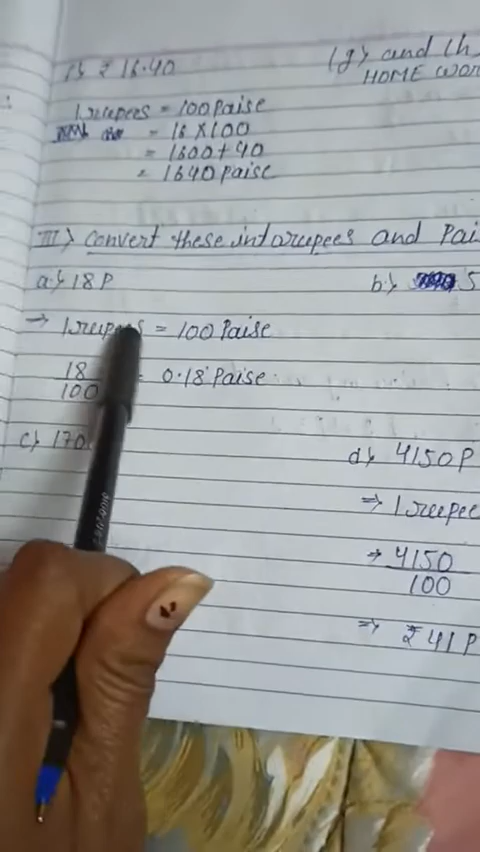 ₹ 16.40
(g) and (h
HOME WOR
1 rupees = 100 Paise
= 16 X 100
= 1600 + 40
= 1640 paise
III) Convert these into rupees and Pai
a) 18 P
b) 5
→ 1 rupees = 100 Paise
18
100
= 0.18 Paise
c) 170
d) 4150 P
⇒ 1 rupee
→ 4150
100
⇒ ₹ 41 P